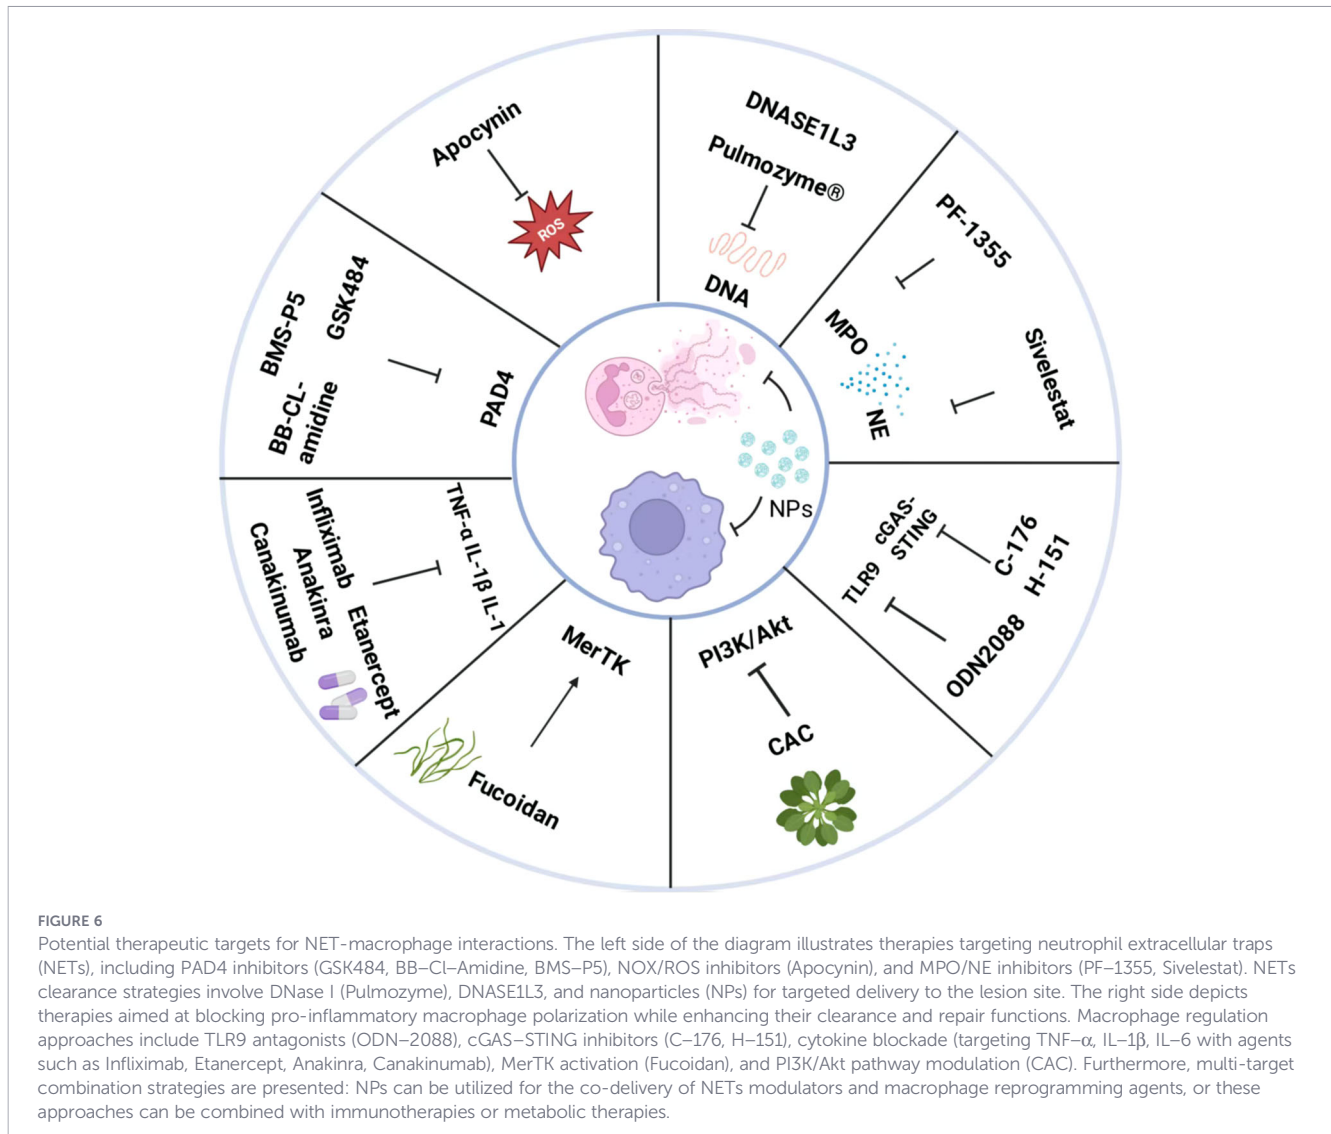 Apocynin
ROS
DNASE1L3
Pulmozyme®
DNA
PF-1355
MPO
NE
Sivelestat
BMS-P5
GSK484
BB-CL-
amidine
PAD4
NPs
cGAS-
STING
TLR9
C-176
H-151
ODN2088
Infliximab
Anakinra
Canakinumab
Etanercept
TNF-α IL-1β IL-1
MerTK
Fucoidan
PI3K/Akt
CAC
FIGURE 6
Potential therapeutic targets for NET-macrophage interactions. The left side of the diagram illustrates therapies targeting neutrophil extracellular traps
(NETs), including PAD4 inhibitors (GSK484, BB–Cl–Amidine, BMS–P5), NOX/ROS inhibitors (Apocynin), and MPO/NE inhibitors (PF–1355, Sivelestat). NETs
clearance strategies involve DNase I (Pulmozyme), DNASE1L3, and nanoparticles (NPs) for targeted delivery to the lesion site. The right side depicts
therapies aimed at blocking pro-inflammatory macrophage polarization while enhancing their clearance and repair functions. Macrophage regulation
approaches include TLR9 antagonists (ODN–2088), cGAS–STING inhibitors (C–176, H–151), cytokine blockade (targeting TNF–α, IL–1β, IL–6 with agents
such as Infliximab, Etanercept, Anakinra, Canakinumab), MerTK activation (Fucoidan), and PI3K/Akt pathway modulation (CAC). Furthermore, multi-target
combination strategies are presented: NPs can be utilized for the co-delivery of NETs modulators and macrophage reprogramming agents, or these
approaches can be combined with immunotherapies or metabolic therapies.